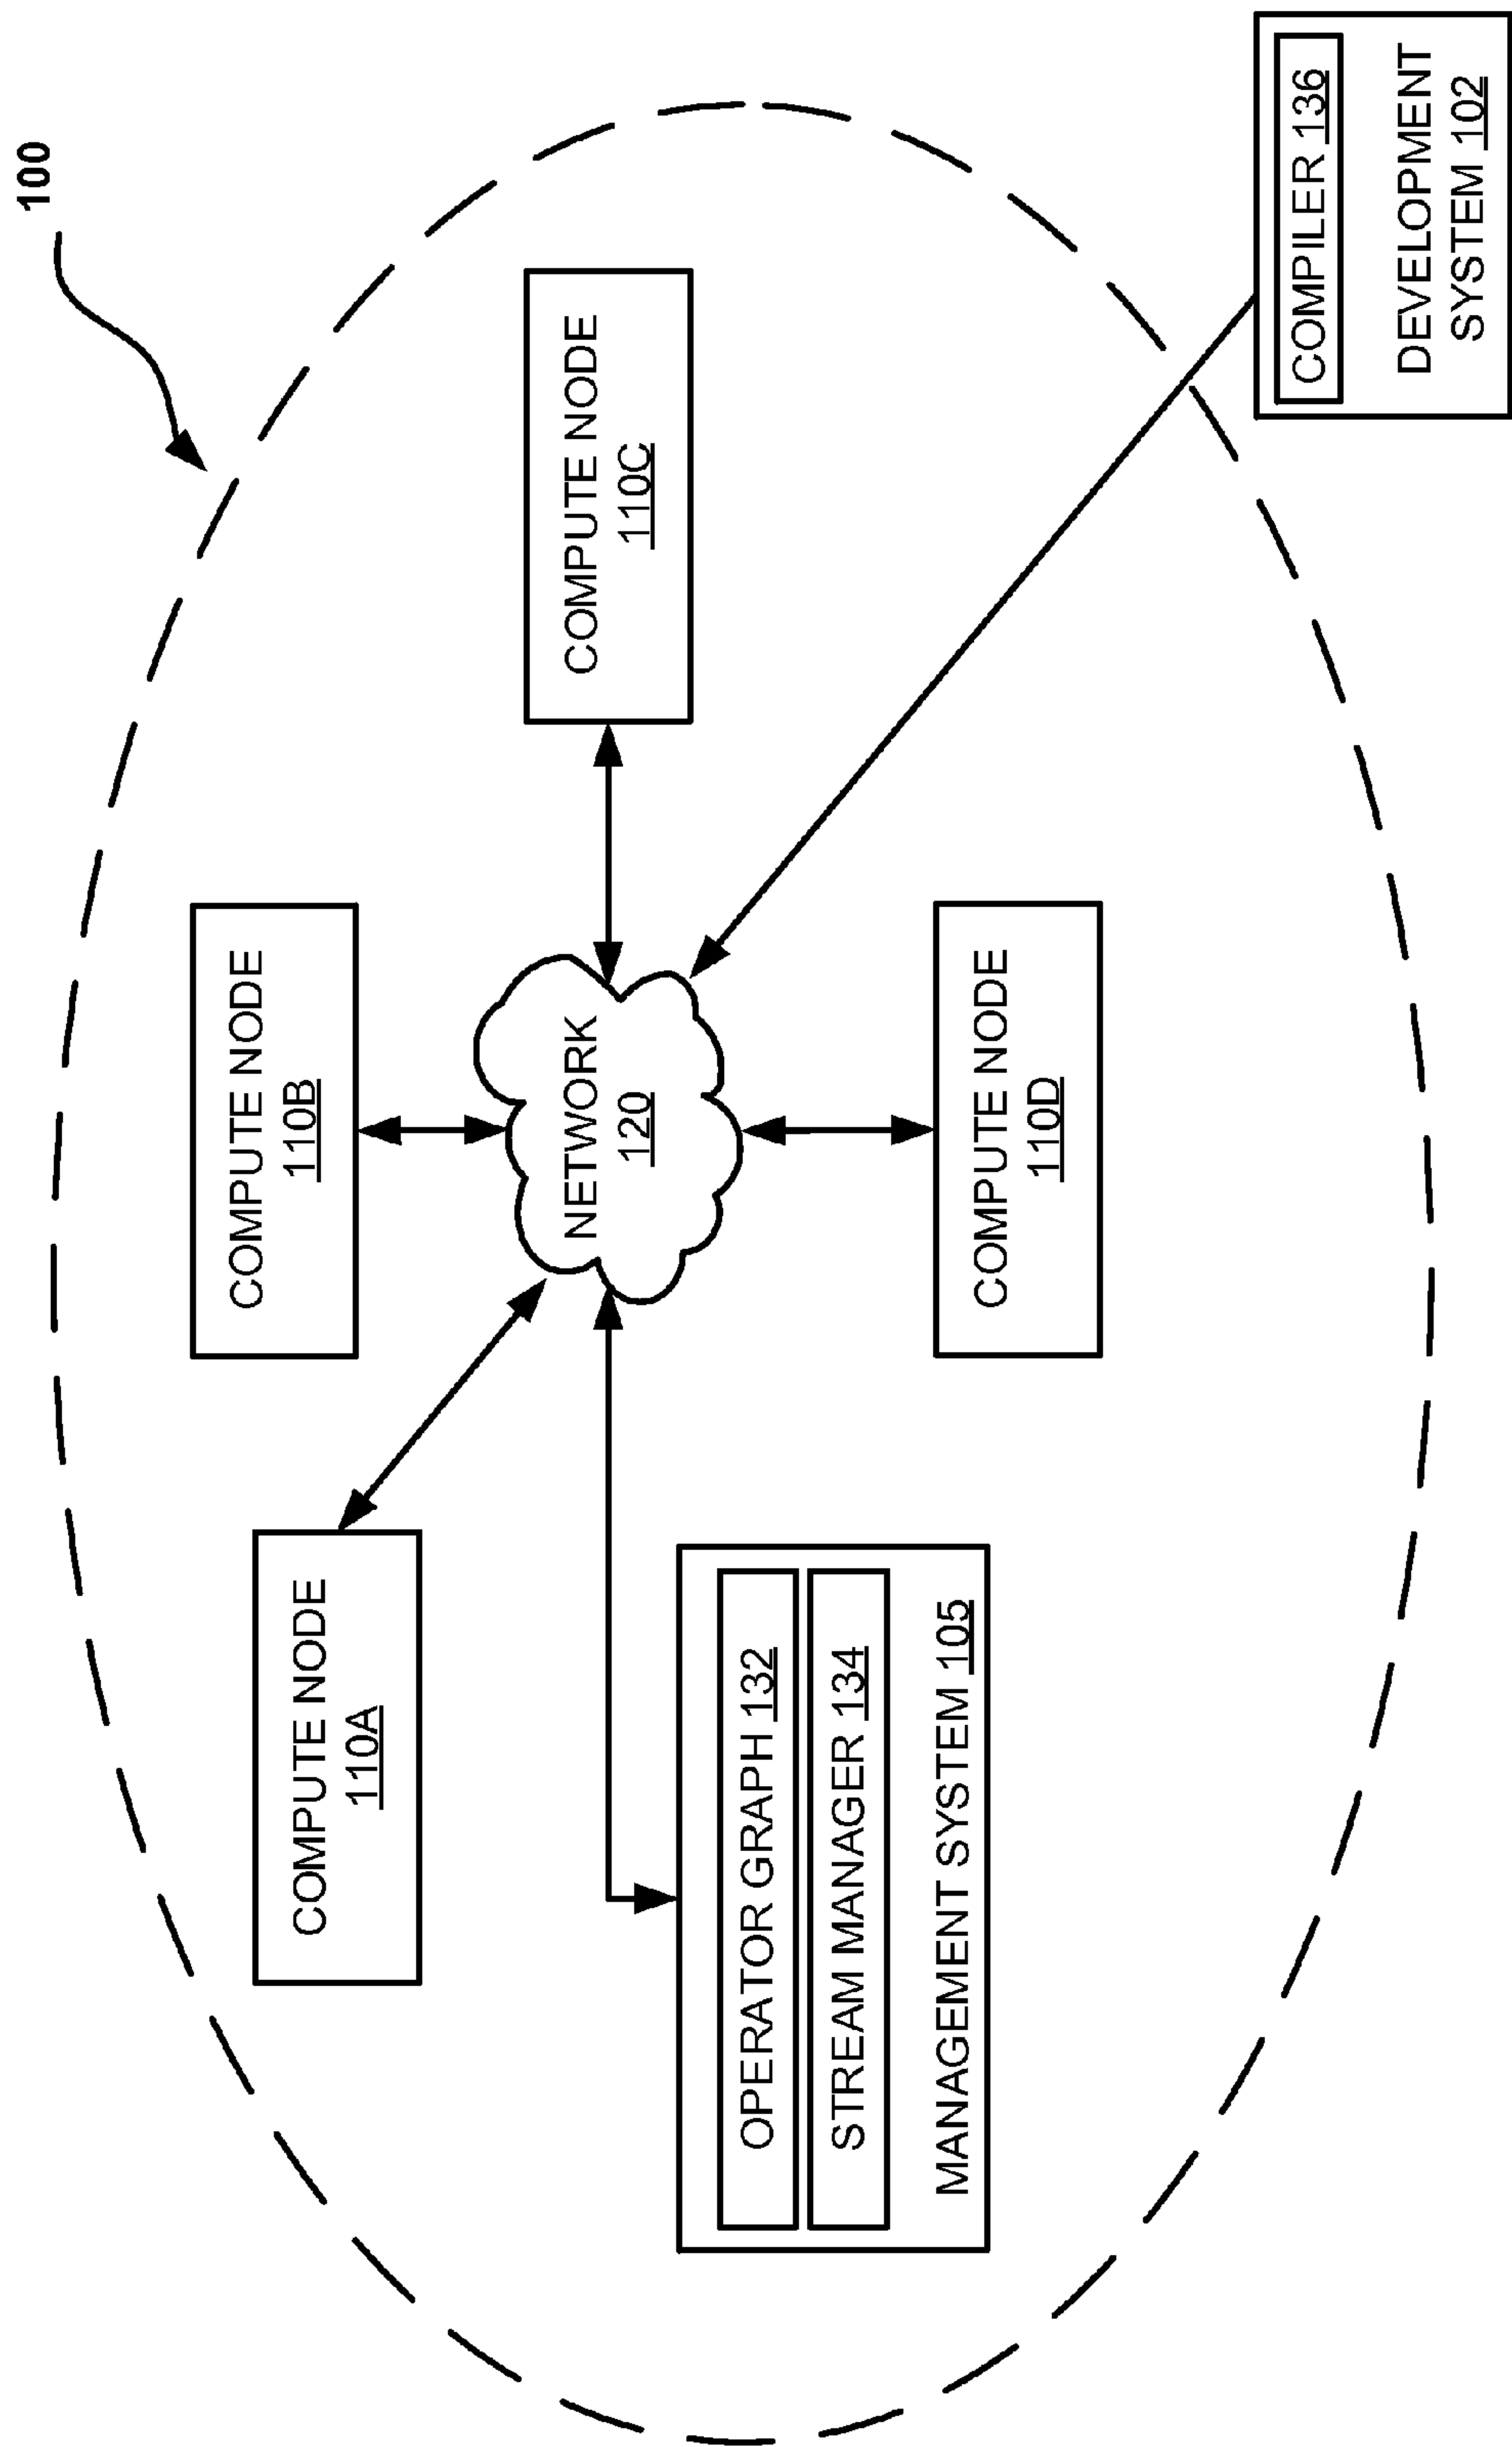 100
COMPUTE NODE
110B
COMPUTE NODE
110A
COMPUTE NODE
110C
NETWORK
120
OPERATOR GRAPH 132
STREAM MANAGER 134
MANAGEMENT SYSTEM 105
COMPUTE NODE
110D
COMPILER 136
DEVELOPMENT
SYSTEM 102